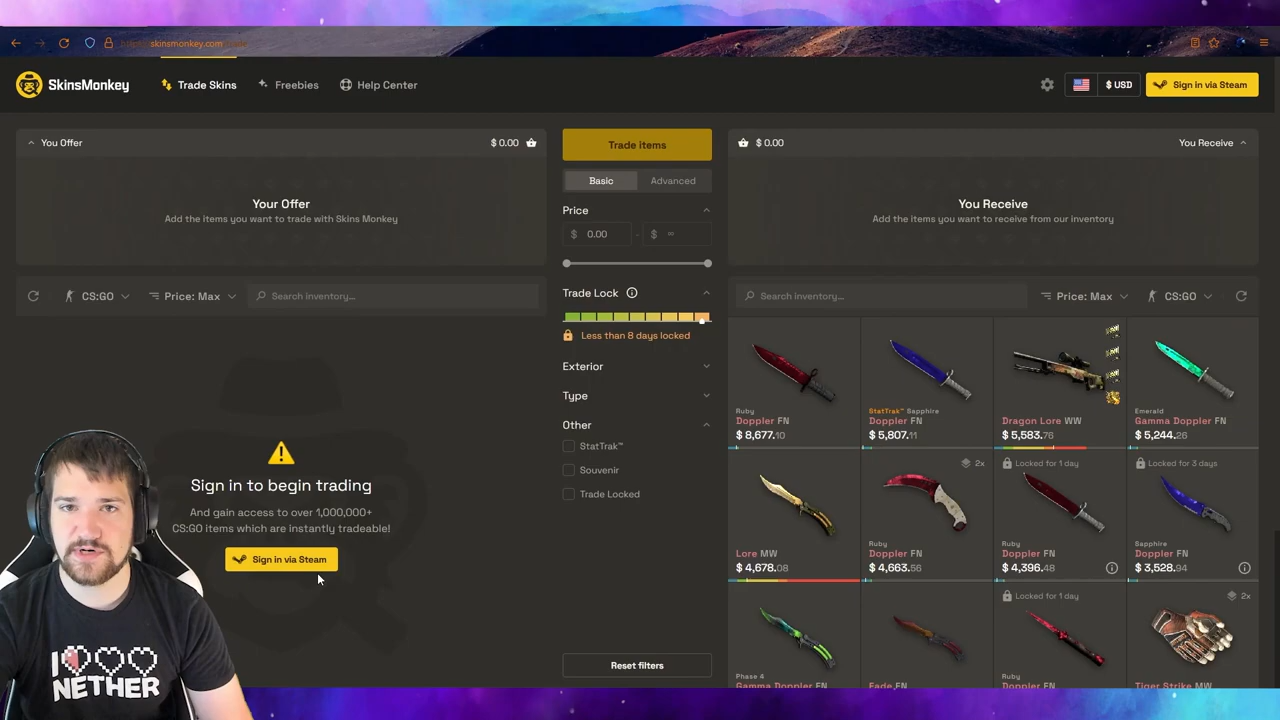 skinsmonkey.com
SkinsMonkey
Trade Skins
Freebies
Help Center
$ USD
Sign in via Steam
You Offer
$ 0.00
Your Offer
Add the items you want to trade with Skins Monkey
CS:GO
Price: Max
Search inventory...
Sign in to begin trading
And gain access to over 1,000,000+
CS:GO items which are instantly tradeable!
Sign in via Steam
I
NETHER
Trade items
Basic
Advanced
Price
$ 0.00 - $ ∞
Trade Lock
Less than 8 days locked
Exterior
Type
Other
StatTrak™
Souvenir
Trade Locked
Reset filters
$ 0.00
You Receive
You Receive
Add the items you want to receive from our inventory
Search inventory...
Price: Max
CS:GO
Ruby
Doppler FN
$ 8,677.10
StatTrak™ Sapphire
Doppler FN
$ 5,807.11
Dragon Lore WW
$ 5,583.76
Emerald
Gamma Doppler FN
$ 5,244.26
Lore MW
$ 4,678.08
2x
Ruby
Doppler FN
$ 4,663.56
Locked for 1 day
Ruby
Doppler FN
$ 4,396.48
Locked for 3 days
Sapphire
Doppler FN
$ 3,528.94
Phase 4
Gamma Doppler FN
Fade FN
Locked for 1 day
Ruby
Doppler FN
2x
Tiger Strike MW